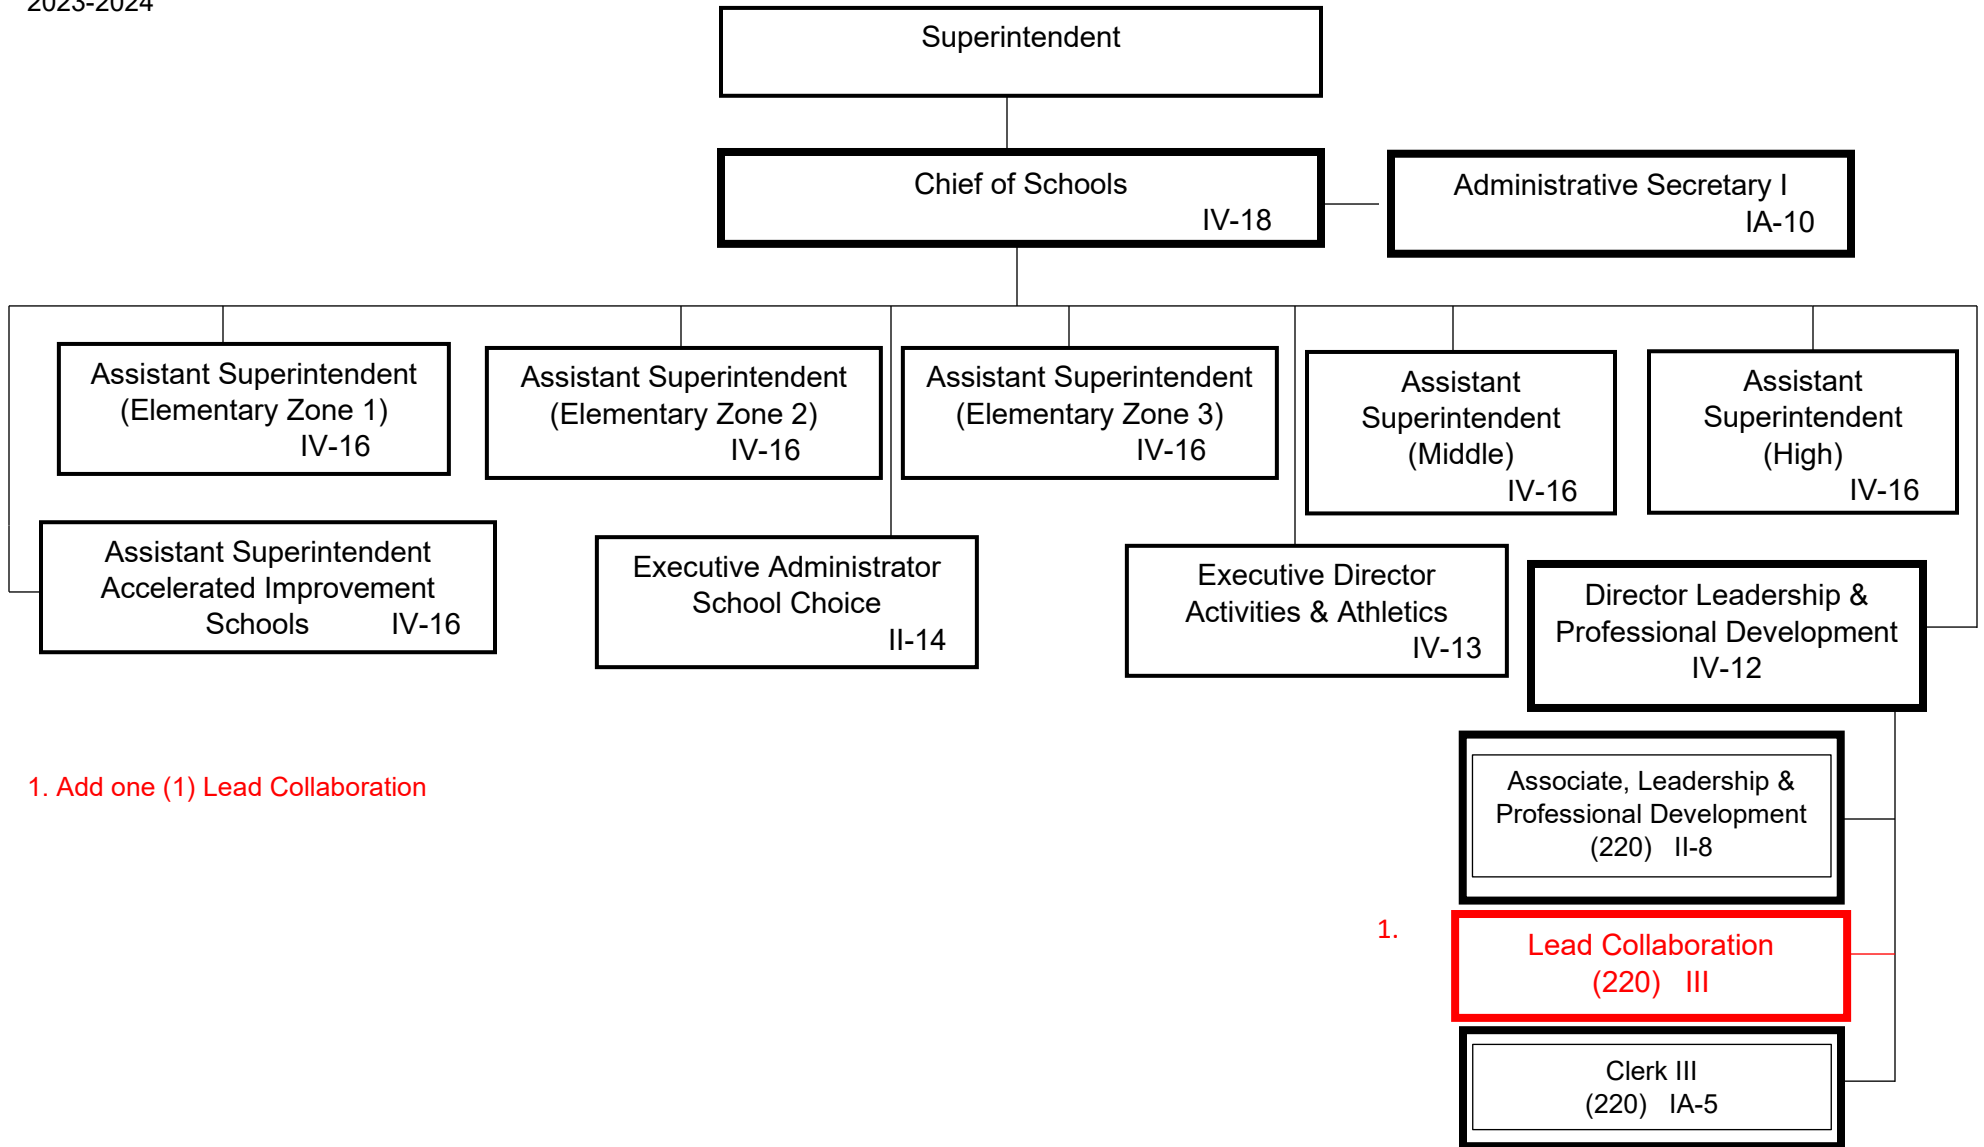 2023-2024
Superintendent
Chief of Schools
IV-18
Administrative Secretary I
IA-10
Assistant Superintendent
(Elementary Zone 1)
IV-16
Assistant Superintendent
(Elementary Zone 2)
IV-16
Assistant Superintendent
(Elementary Zone 3)
IV-16
Assistant
Superintendent
(Middle)
IV-16
Assistant
Superintendent
(High)
IV-16
Assistant Superintendent
Accelerated Improvement
Schools IV-16
Executive Administrator
School Choice
II-14
Executive Director
Activities & Athletics
IV-13
Director Leadership &
Professional Development
IV-12
1. Add one (1) Lead Collaboration
Associate, Leadership &
Professional Development
(220) II-8
1.
Lead Collaboration
(220) III
Clerk III
(220) IA-5